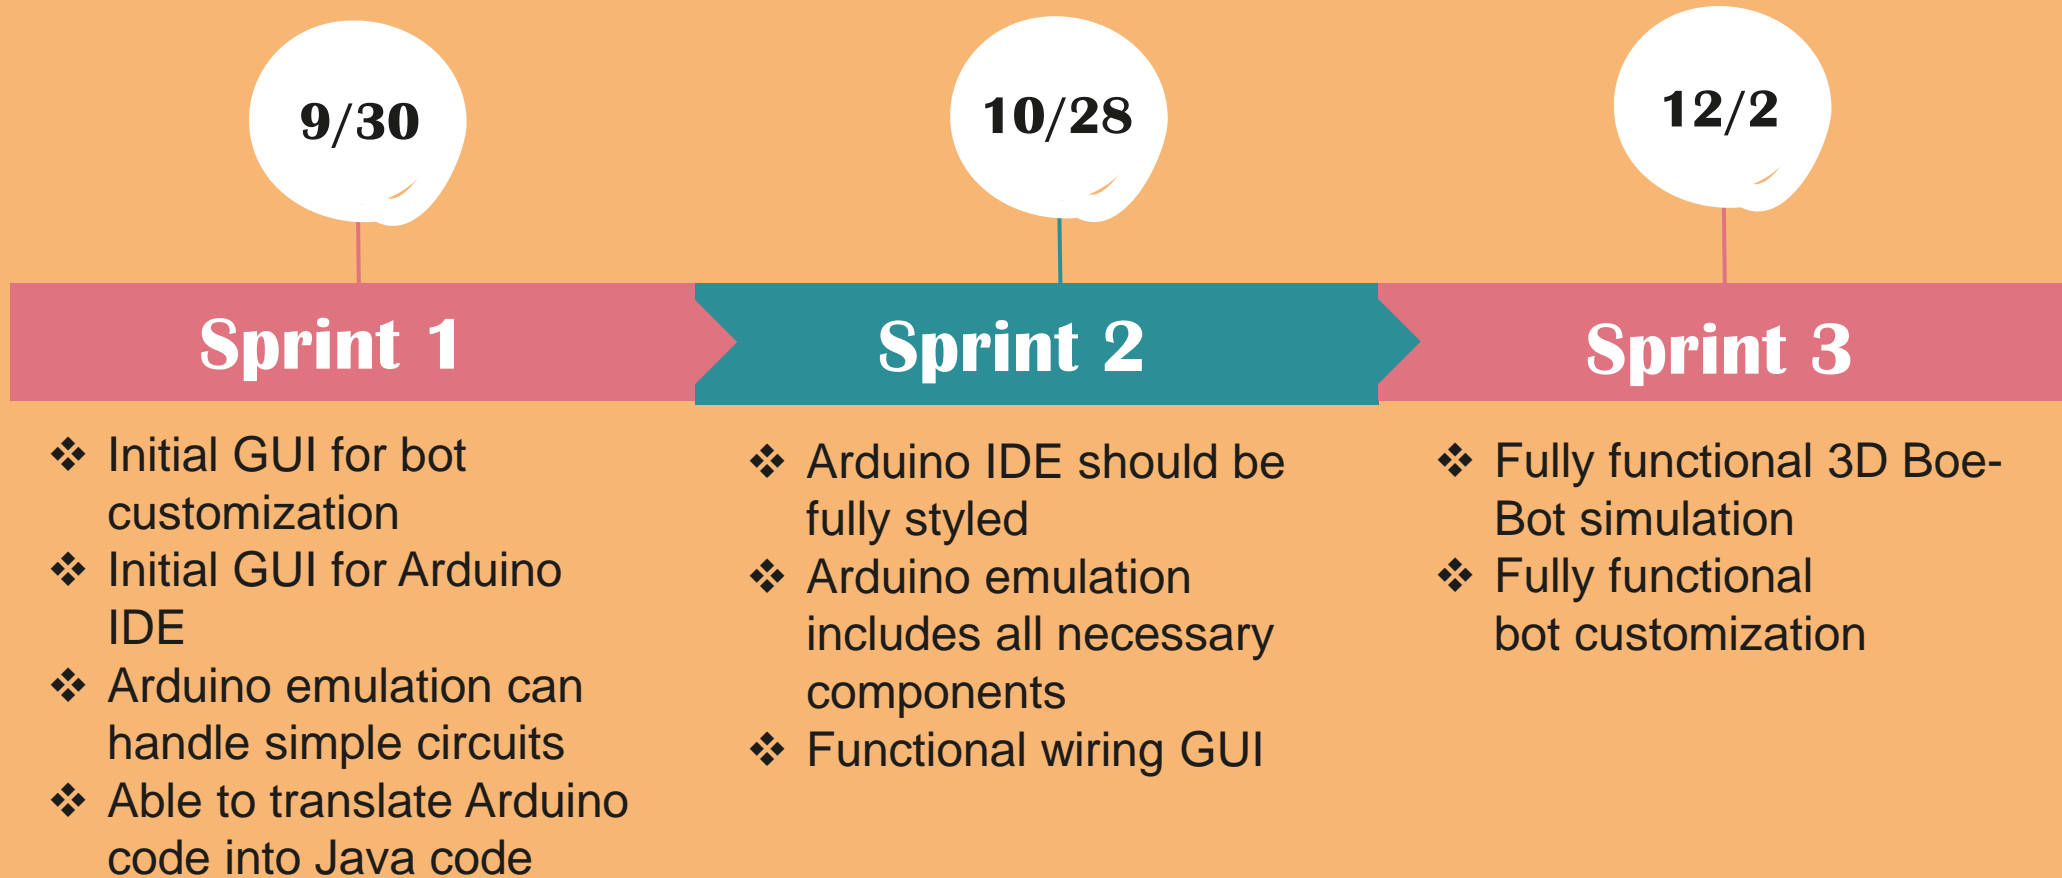 9/30
10/28
12/2
Sprint 1
Sprint 2
Sprint 3
❖ Initial GUI for bot
customization
❖ Initial GUI for Arduino
IDE
❖ Arduino emulation can
handle simple circuits
❖ Able to translate Arduino
code into Java code
❖ Arduino IDE should be
fully styled
❖ Arduino emulation
includes all necessary
components
❖ Functional wiring GUI
❖ Fully functional 3D Boe-
Bot simulation
❖ Fully functional
bot customization